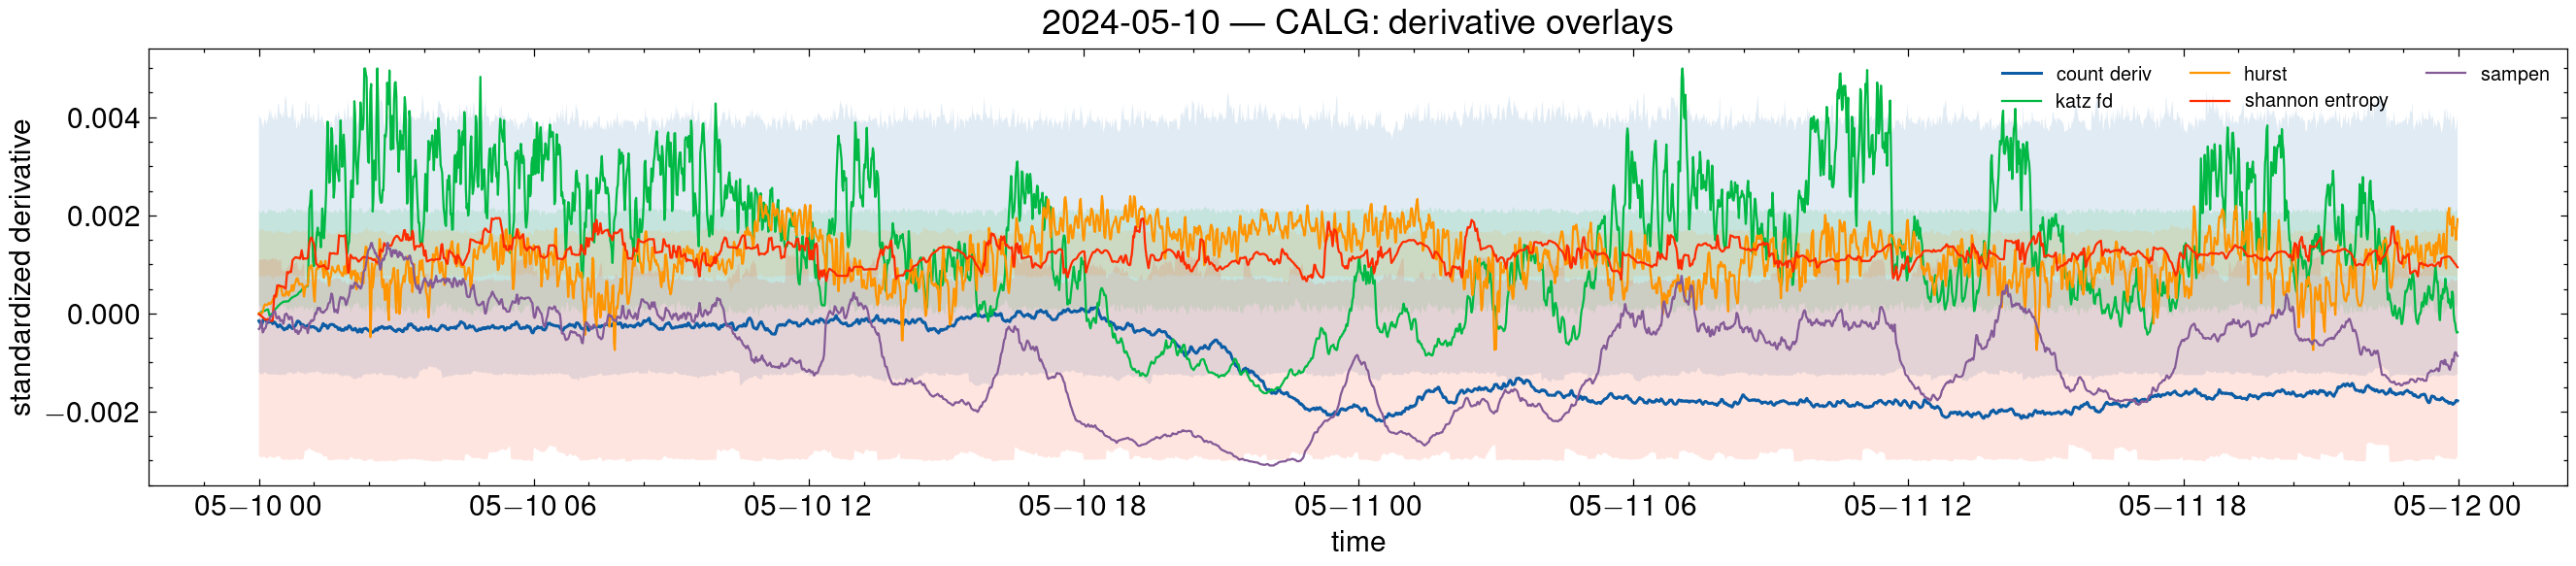 2024-05-10 — CALG: derivative overlays
standardized derivative
0.004
0.002
0.000
−0.002
count deriv
katz fd
hurst
shannon entropy
sampen
05−10 00
05−10 06
05−10 12
05−10 18
05−11 00
05−11 06
05−11 12
05−11 18
05−12 00
time